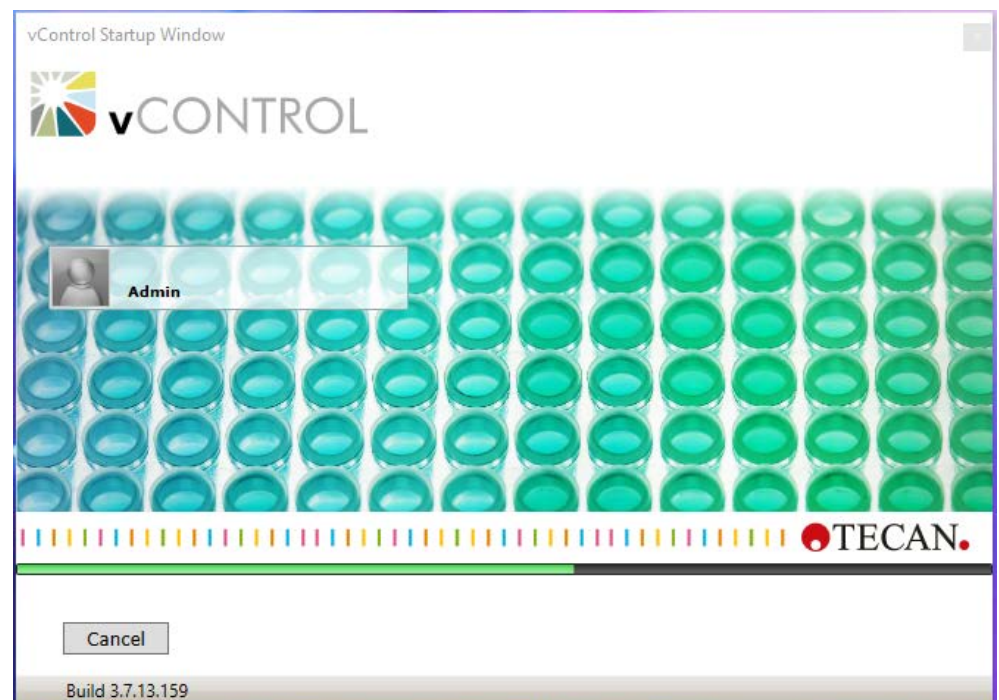 vControl Startup Window
vCONTROL
Admin
TECAN.
Cancel
Build 3.7.13.159